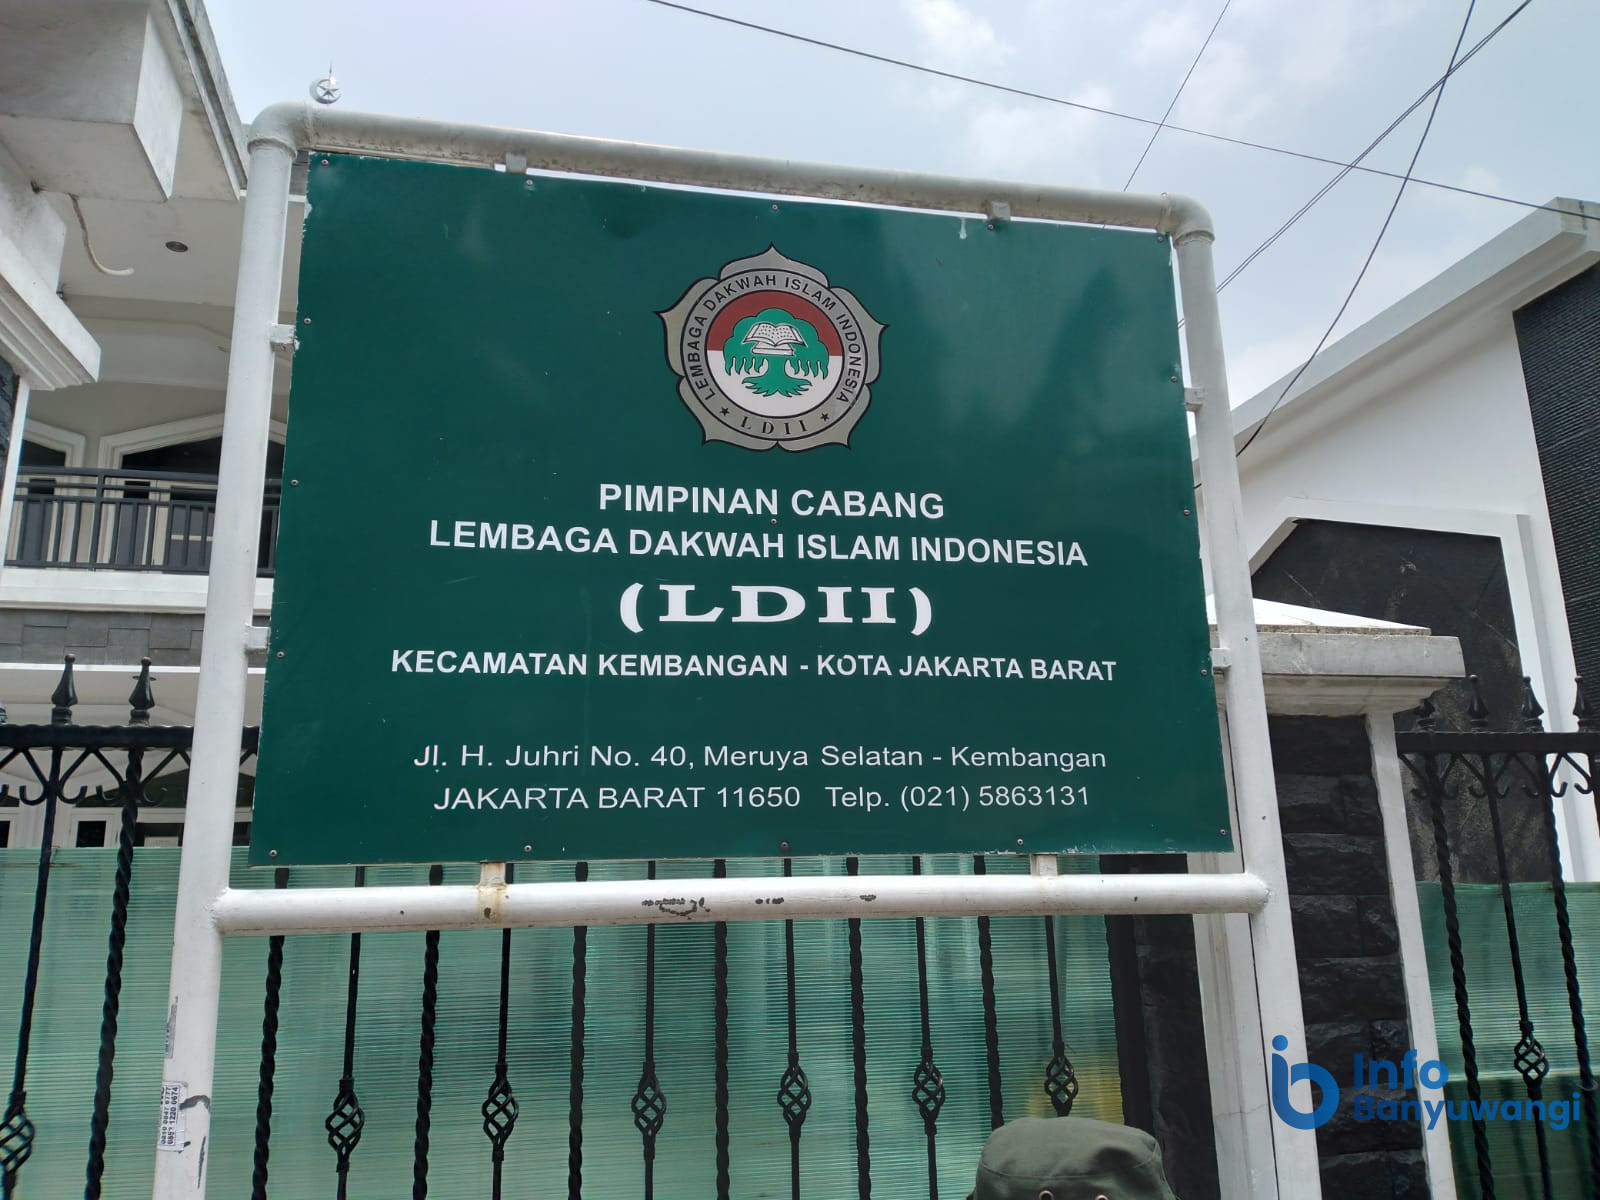 LEMBAGA DAKWAH ISLAM INDONESIA
★ LDII ★
PIMPINAN CABANG
LEMBAGA DAKWAH ISLAM INDONESIA
(LDII)
KECAMATAN KEMBANGAN - KOTA JAKARTA BARAT
Jl. H. Juhri No. 40, Meruya Selatan - Kembangan
JAKARTA BARAT 11650 Telp. (021) 5863131
Info
Banyuwangi